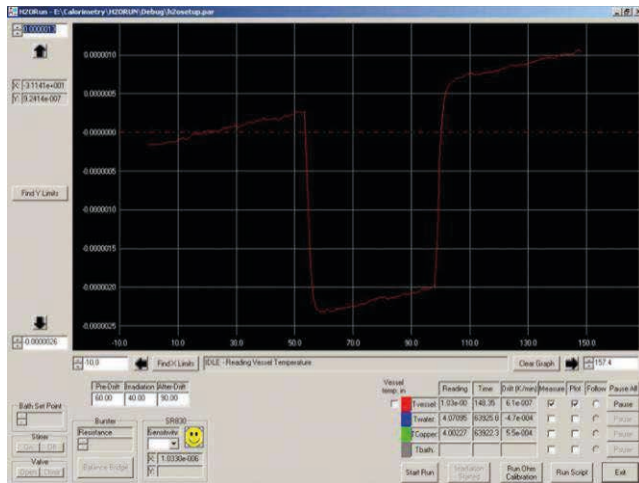 H2ORun - E:\Calorimetry\H2ORUN\Debug\h2osetup.par
0.0000013
X: -3.1141e+001
Y: 9.2414e-007
Find Y Limits
-0.0000026
0.0000010
0.0000005
-0.0000000
-0.0000005
-0.0000010
-0.0000015
-0.0000020
-0.0000025
-10.0 10.0 30.0 50.0 70.0 90.0 110.0 130.0 150.0
-10.0 Find X Limits IDLE - Reading Vessel Temperature Clear Graph 157.4
Pre-Drift Irradiation After-Drift
60.00 40.00 90.00
Bath Set Point
Stirrer
On Off
Valve
Open Close
Burster
Resistance
Balance Bridge
SR830
Sensitivity
X: 1.0330e-006
Y:
Vessel temp. in
Reading Time Drift (K/min) Measure Plot Follow Pause All
Tvessel 1.03e-00 148.35 6.1e-007 Pause
Twater 4.07095 63925.6 -4.7e-004 Pause
TCopper 4.00227 63922.3 5.5e-004 Pause
Tbath Pause
Start Run Irradiation Run Ohm Calibration Run Script Exit